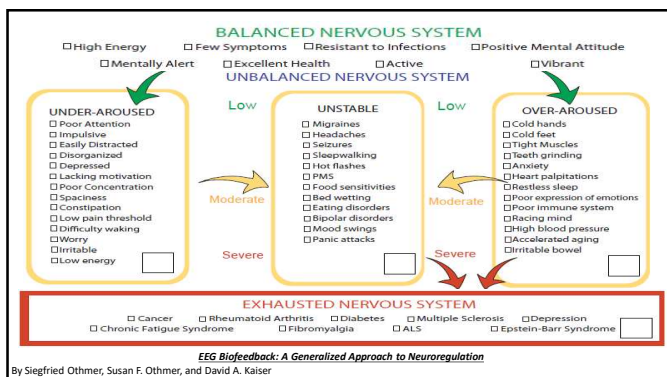 BALANCED NERVOUS SYSTEM
☐ High Energy ☐ Few Symptoms ☐ Resistant to Infections ☐ Positive Mental Attitude
☐ Mentally Alert ☐ Excellent Health ☐ Active ☐ Vibrant
UNBALANCED NERVOUS SYSTEM
UNDER-AROUSED
☐ Poor Attention
☐ Impulsive
☐ Easily Distracted
☐ Disorganized
☐ Depressed
☐ Lacking motivation
☐ Poor Concentration
☐ Spaciness
☐ Constipation
☐ Low pain threshold
☐ Difficulty waking
☐ Worry
☐ Irritable
☐ Low energy
Low
Moderate
Severe
UNSTABLE
☐ Migraines
☐ Headaches
☐ Seizures
☐ Sleepwalking
☐ Hot flashes
☐ PMS
☐ Food sensitivities
☐ Bed wetting
☐ Eating disorders
☐ Bipolar disorders
☐ Mood swings
☐ Panic attacks
Low
Moderate
Severe
OVER-AROUSED
☐ Cold hands
☐ Cold feet
☐ Tight Muscles
☐ Teeth grinding
☐ Anxiety
☐ Heart palpitations
☐ Restless sleep
☐ Poor expression of emotions
☐ Poor immune system
☐ Racing mind
☐ High blood pressure
☐ Accelerated aging
☐ Irritable bowel
EXHAUSTED NERVOUS SYSTEM
☐ Cancer ☐ Rheumatoid Arthritis ☐ Diabetes ☐ Multiple Sclerosis ☐ Depression
☐ Chronic Fatigue Syndrome ☐ Fibromyalgia ☐ ALS ☐ Epstein-Barr Syndrome
EEG Biofeedback: A Generalized Approach to Neuroregulation
By Siegfried Othmer, Susan F. Othmer, and David A. Kaiser